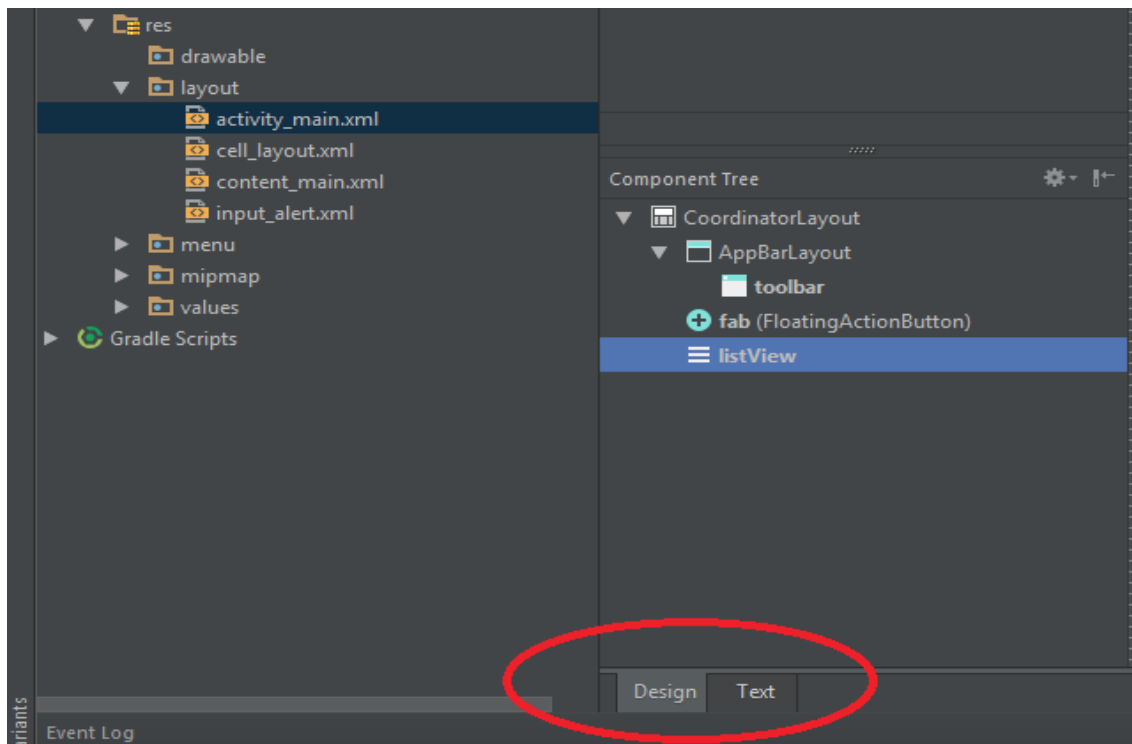 res
drawable
layout
activity_main.xml
cell_layout.xml
content_main.xml
input_alert.xml
menu
mipmap
values
Gradle Scripts
Component Tree
CoordinatorLayout
AppBarLayout
toolbar
fab (FloatingActionButton)
listView
Design Text
ariants
Event Log